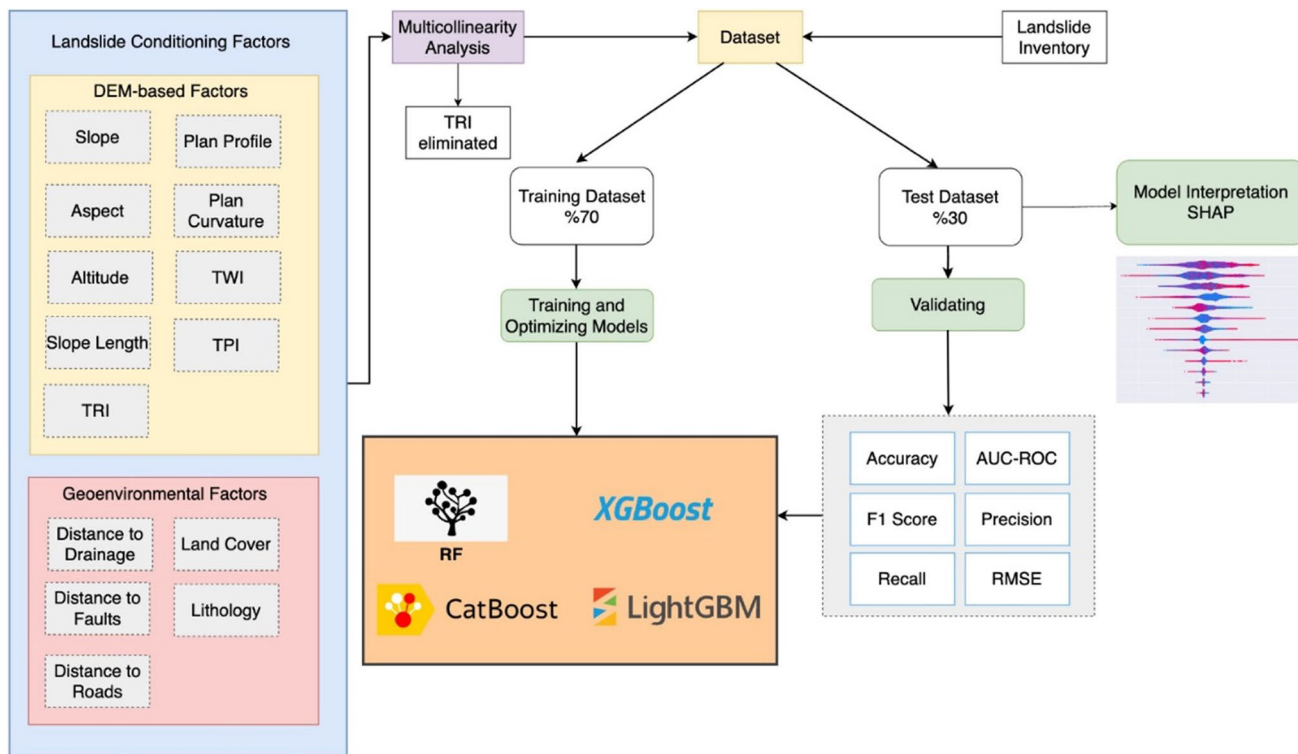 Landslide Conditioning Factors
DEM-based Factors
Slope
Plan Profile
Aspect
Plan
Curvature
Altitude
TWI
Slope Length
TPI
TRI
Geoenvironmental Factors
Distance to
Drainage
Land Cover
Distance to
Faults
Lithology
Distance to
Roads
Multicollinearity
Analysis
TRI
eliminated
Dataset
Landslide
Inventory
Training Dataset
%70
Test Dataset
%30
Model Interpretation
SHAP
Training and
Optimizing Models
Validating
RF
XGBoost
CatBoost
LightGBM
Accuracy
AUC-ROC
F1 Score
Precision
Recall
RMSE